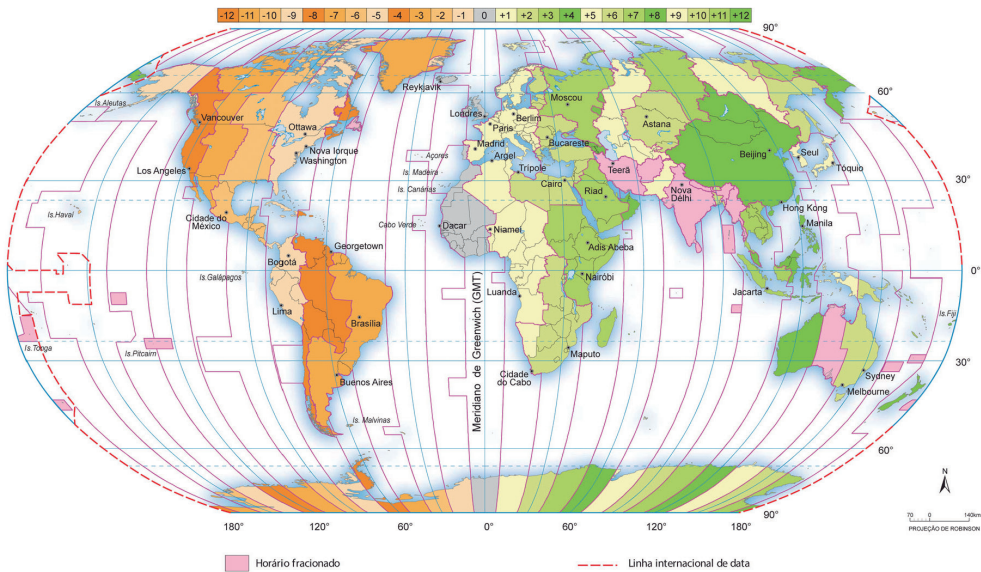 -12 -11 -10 -9 -8 -7 -6 -5 -4 -3 -2 -1 0 +1 +2 +3 +4 +5 +6 +7 +8 +9 +10 +11 +12
90° 90°
Reykjavik
60°
Is. Aleutas
Moscou
Vancouver
Londres
Berlim
Astana
Ottawa
Paris
Nova Iorque
Bucareste
Washington
Madrid
Beijing
Seul
Açores
Argel
Los Angeles
Is. Madeira
Trípole
Teerã
Tóquio
30°
Is. Canárias
Cairo
Riad
Nova
Délhi
Is. Havaí
Cidade do
México
Hong Kong
Cabo Verde
Dacar
Niamei
Manila
Georgetown
Adis Abeba
Bogotá
0°
Is. Galápagos
Nairóbi
Meridiano de Greenwich (GMT)
Luanda
Jacarta
Lima
Brasília
Is. Fiji
Is. Tonga
Is. Pitcairn
Maputo
30°
Cidade
do Cabo
Sydney
Buenos Aires
Melbourne
Is. Malvinas
60°
N
90°
70 0 140km
PROJEÇÃO DE ROBINSON
180° 120° 60° 0° 60° 120° 180°
Horário fracionado
Linha internacional de data